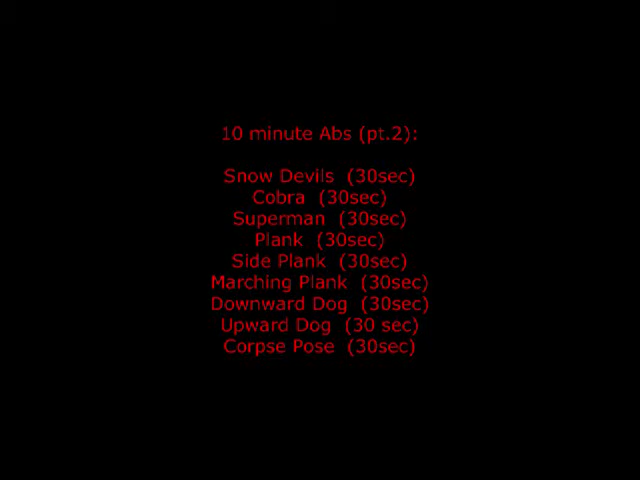 10 minute Abs (pt.2):
Snow Devils (30sec)
Cobra (30sec)
Superman (30sec)
Plank (30sec)
Side Plank (30sec)
Marching Plank (30sec)
Downward Dog (30sec)
Upward Dog (30 sec)
Corpse Pose (30sec)